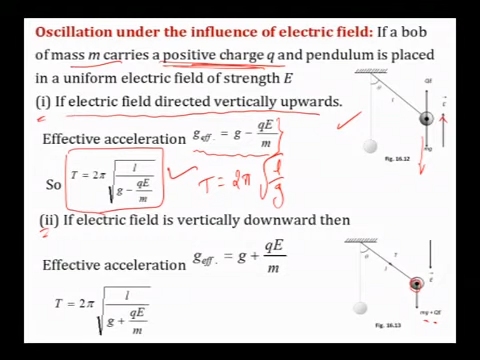 Oscillation under the influence of electric field: If a bob
of mass m carries a positive charge q and pendulum is placed
in a uniform electric field of strength E
(i) If electric field directed vertically upwards.
Effective acceleration g_eff. = g − qE/m
So T = 2π √(l/(g − qE/m))
T = 2π √(l/g)
QE
θ
l
E
mg
Fig. 16.12
(ii) If electric field is vertically downward then
Effective acceleration g_eff. = g + qE/m
T = 2π √(l/(g + qE/m))
θ
T
E
mg + QE
Fig. 16.13